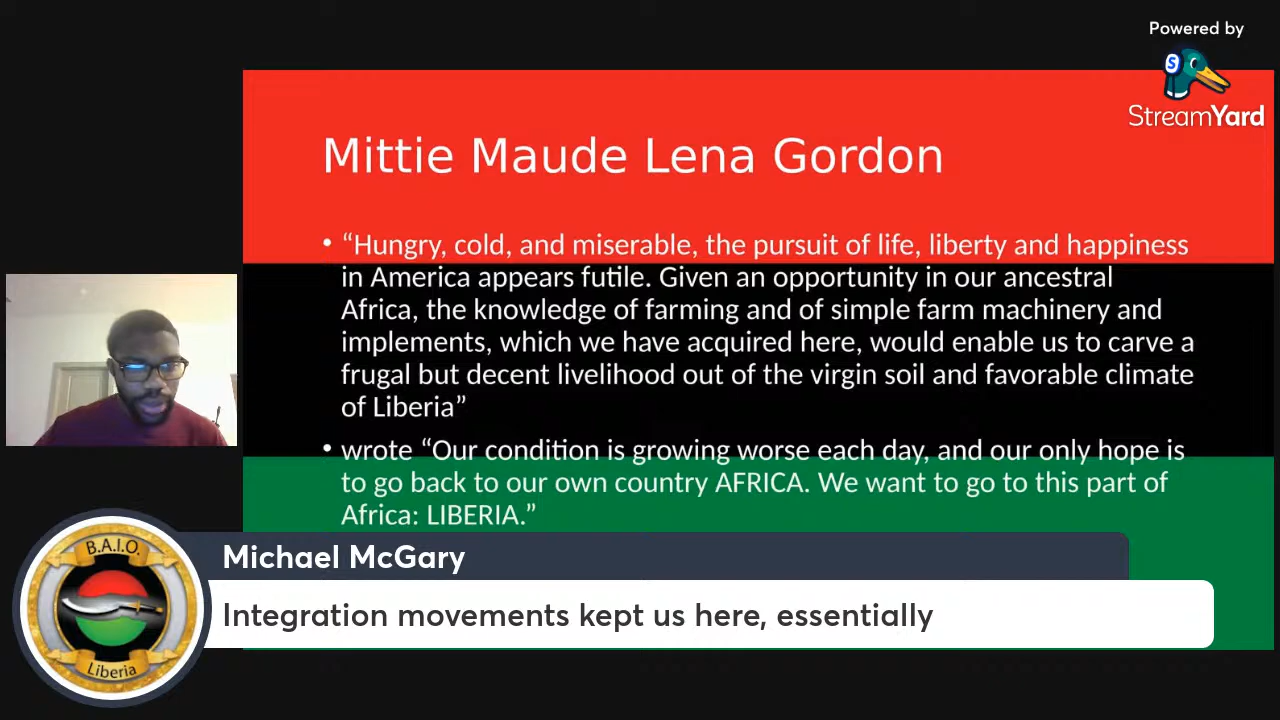 Powered by
StreamYard
Mittie Maude Lena Gordon
• “Hungry, cold, and miserable, the pursuit of life, liberty and happiness
in America appears futile. Given an opportunity in our ancestral
Africa, the knowledge of farming and of simple farm machinery and
implements, which we have acquired here, would enable us to carve a
frugal but decent livelihood out of the virgin soil and favorable climate
of Liberia”
• wrote “Our condition is growing worse each day, and our only hope is
to go back to our own country AFRICA. We want to go to this part of
Africa: LIBERIA.”
B.A.I.O.
Liberia
Michael McGary
Integration movements kept us here, essentially